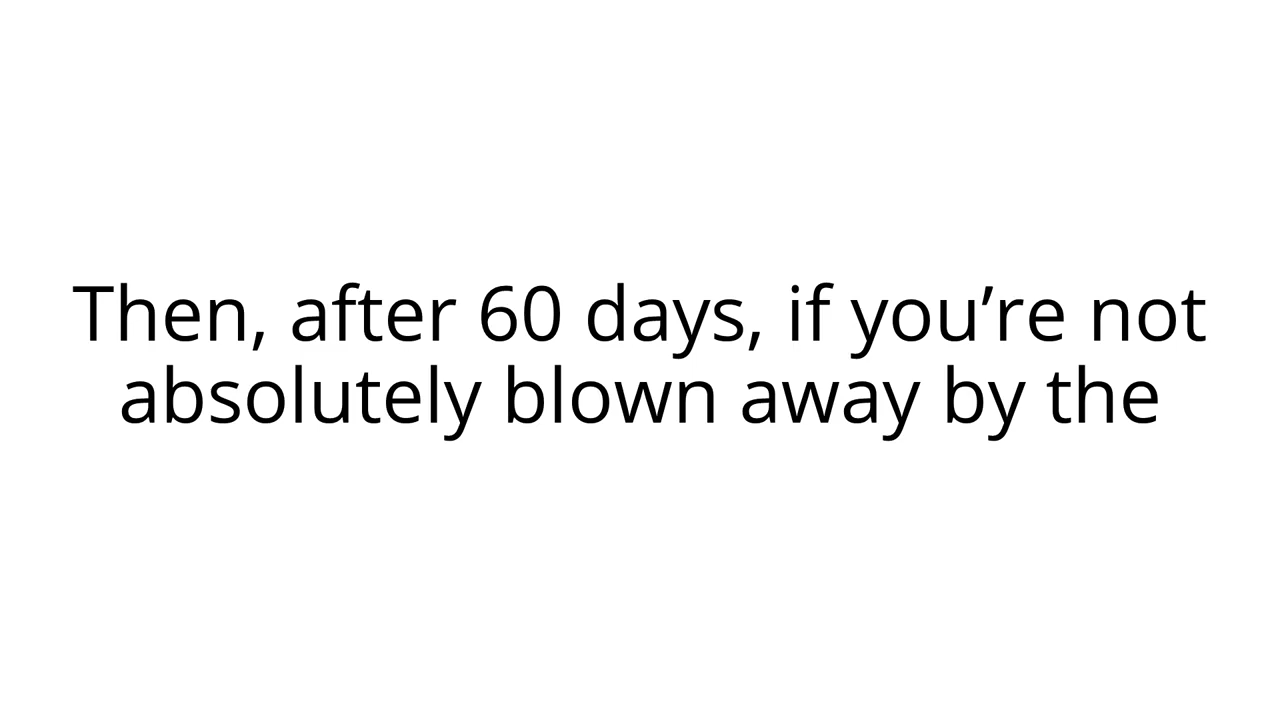 Then, after 60 days, if you’re not
absolutely blown away by the